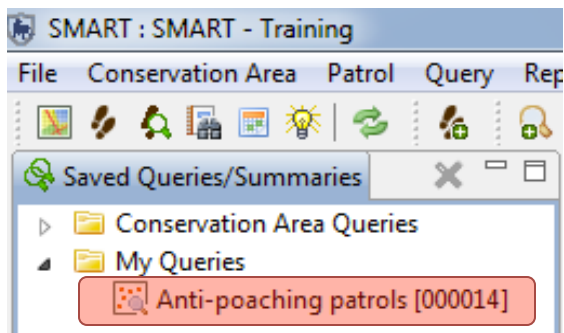 SMART : SMART - Training
File Conservation Area Patrol Query Rep
Saved Queries/Summaries
Conservation Area Queries
My Queries
Anti-poaching patrols [000014]